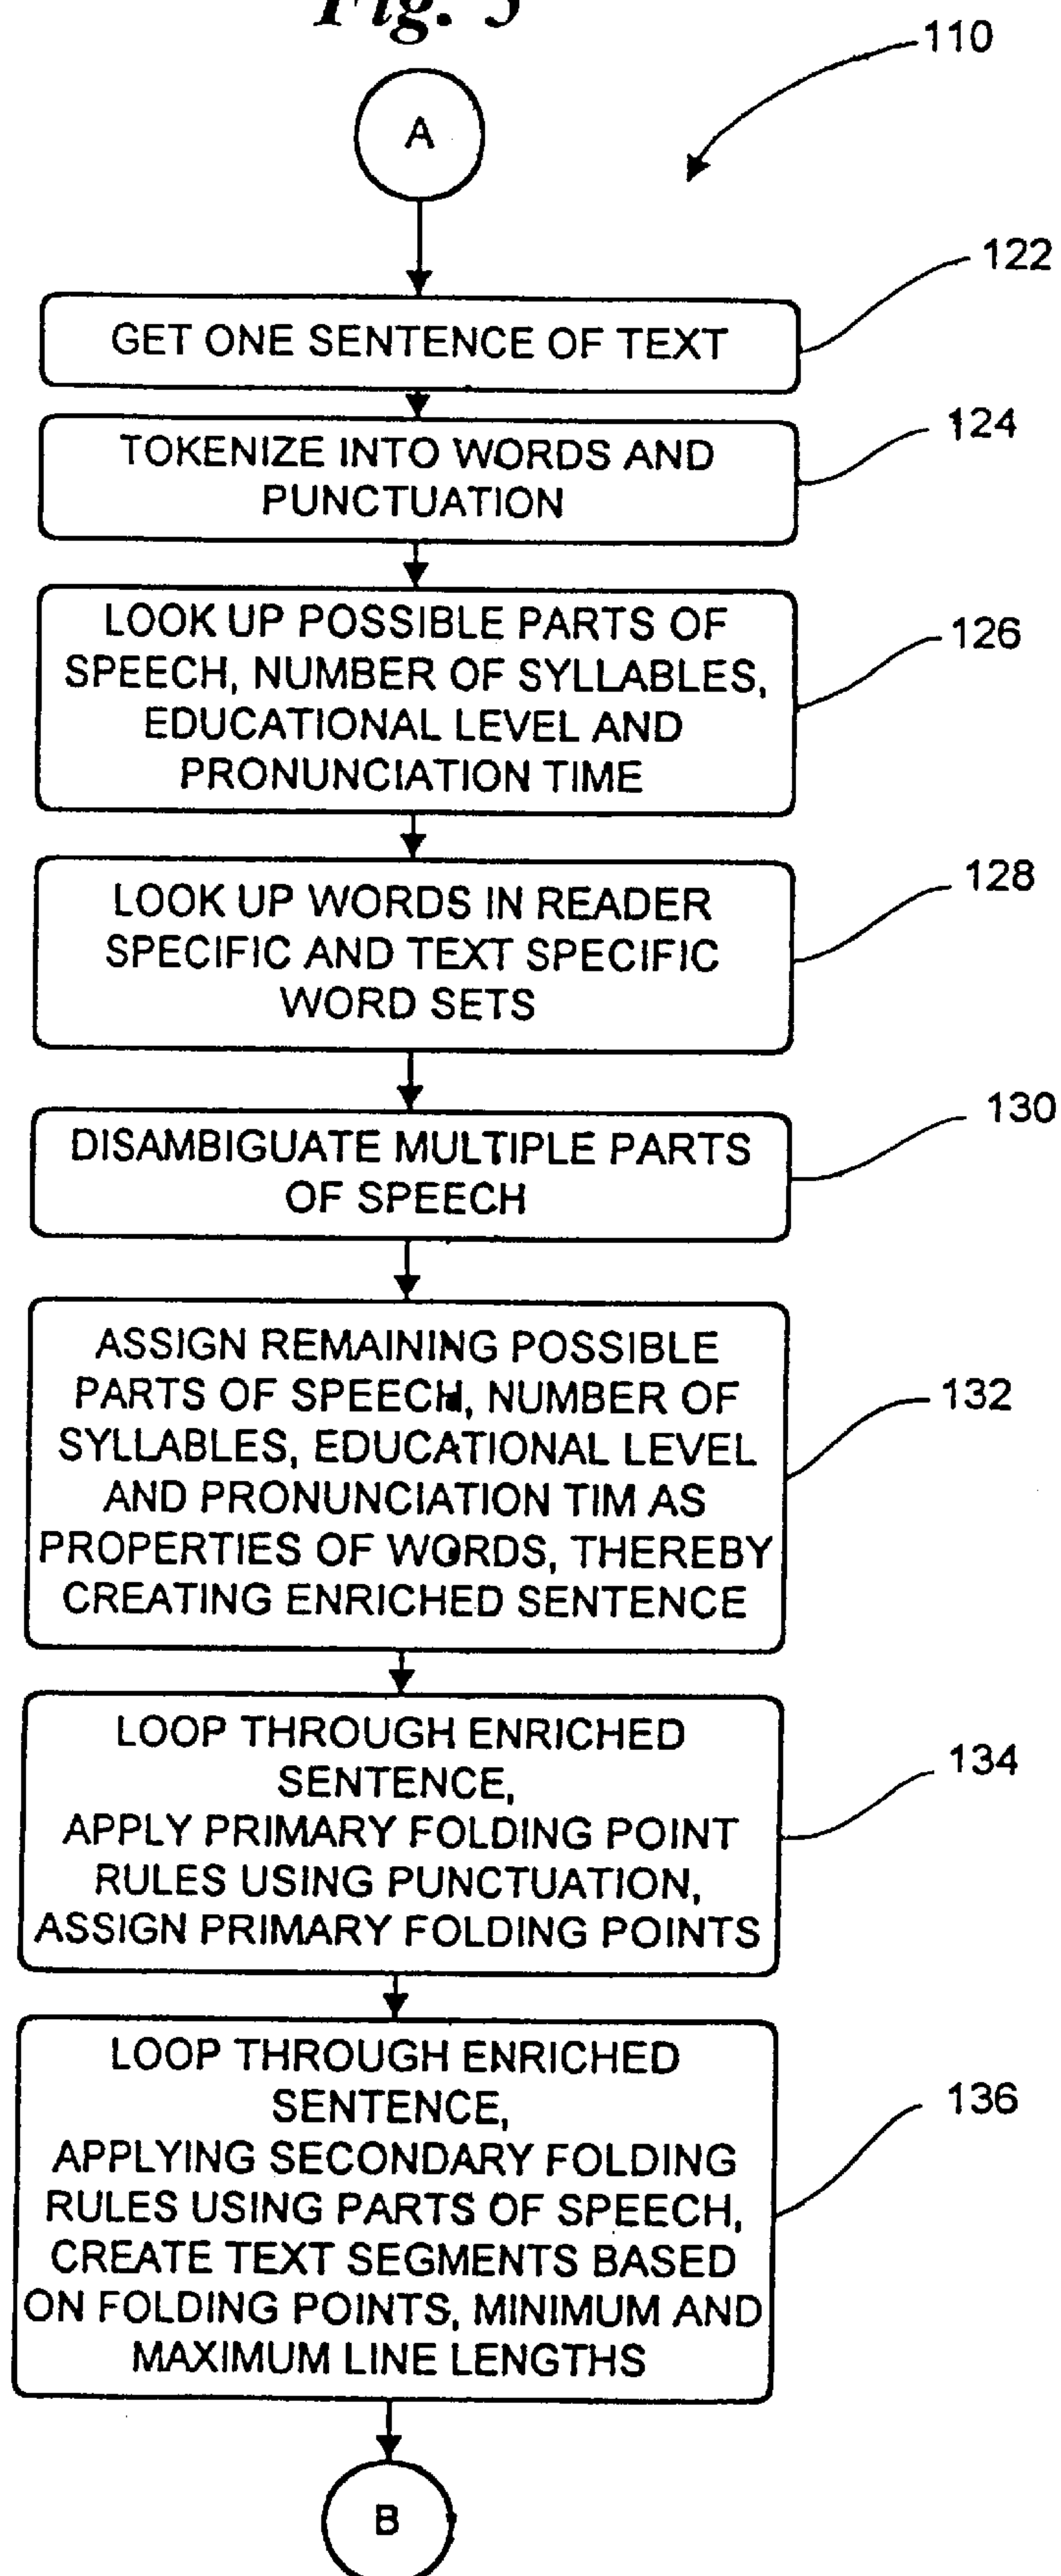 Fig.
110
A
122
GET ONE SENTENCE OF TEXT
124
TOKENIZE INTO WORDS AND
PUNCTUATION
126
LOOK UP POSSIBLE PARTS OF
SPEECH, NUMBER OF SYLLABLES,
EDUCATIONAL LEVEL AND
PRONUNCIATION TIME
128
LOOK UP WORDS IN READER
SPECIFIC AND TEXT SPECIFIC
WORD SETS
130
DISAMBIGUATE MULTIPLE PARTS
OF SPEECH
132
ASSIGN REMAINING POSSIBLE
PARTS OF SPEECH, NUMBER OF
SYLLABLES, EDUCATIONAL LEVEL
AND PRONUNCIATION TIM AS
PROPERTIES OF WORDS, THEREBY
CREATING ENRICHED SENTENCE
134
LOOP THROUGH ENRICHED
SENTENCE,
APPLY PRIMARY FOLDING POINT
RULES USING PUNCTUATION,
ASSIGN PRIMARY FOLDING POINTS
136
LOOP THROUGH ENRICHED
SENTENCE,
APPLYING SECONDARY FOLDING
RULES USING PARTS OF SPEECH,
CREATE TEXT SEGMENTS BASED
ON FOLDING POINTS, MINIMUM AND
MAXIMUM LINE LENGTHS
B